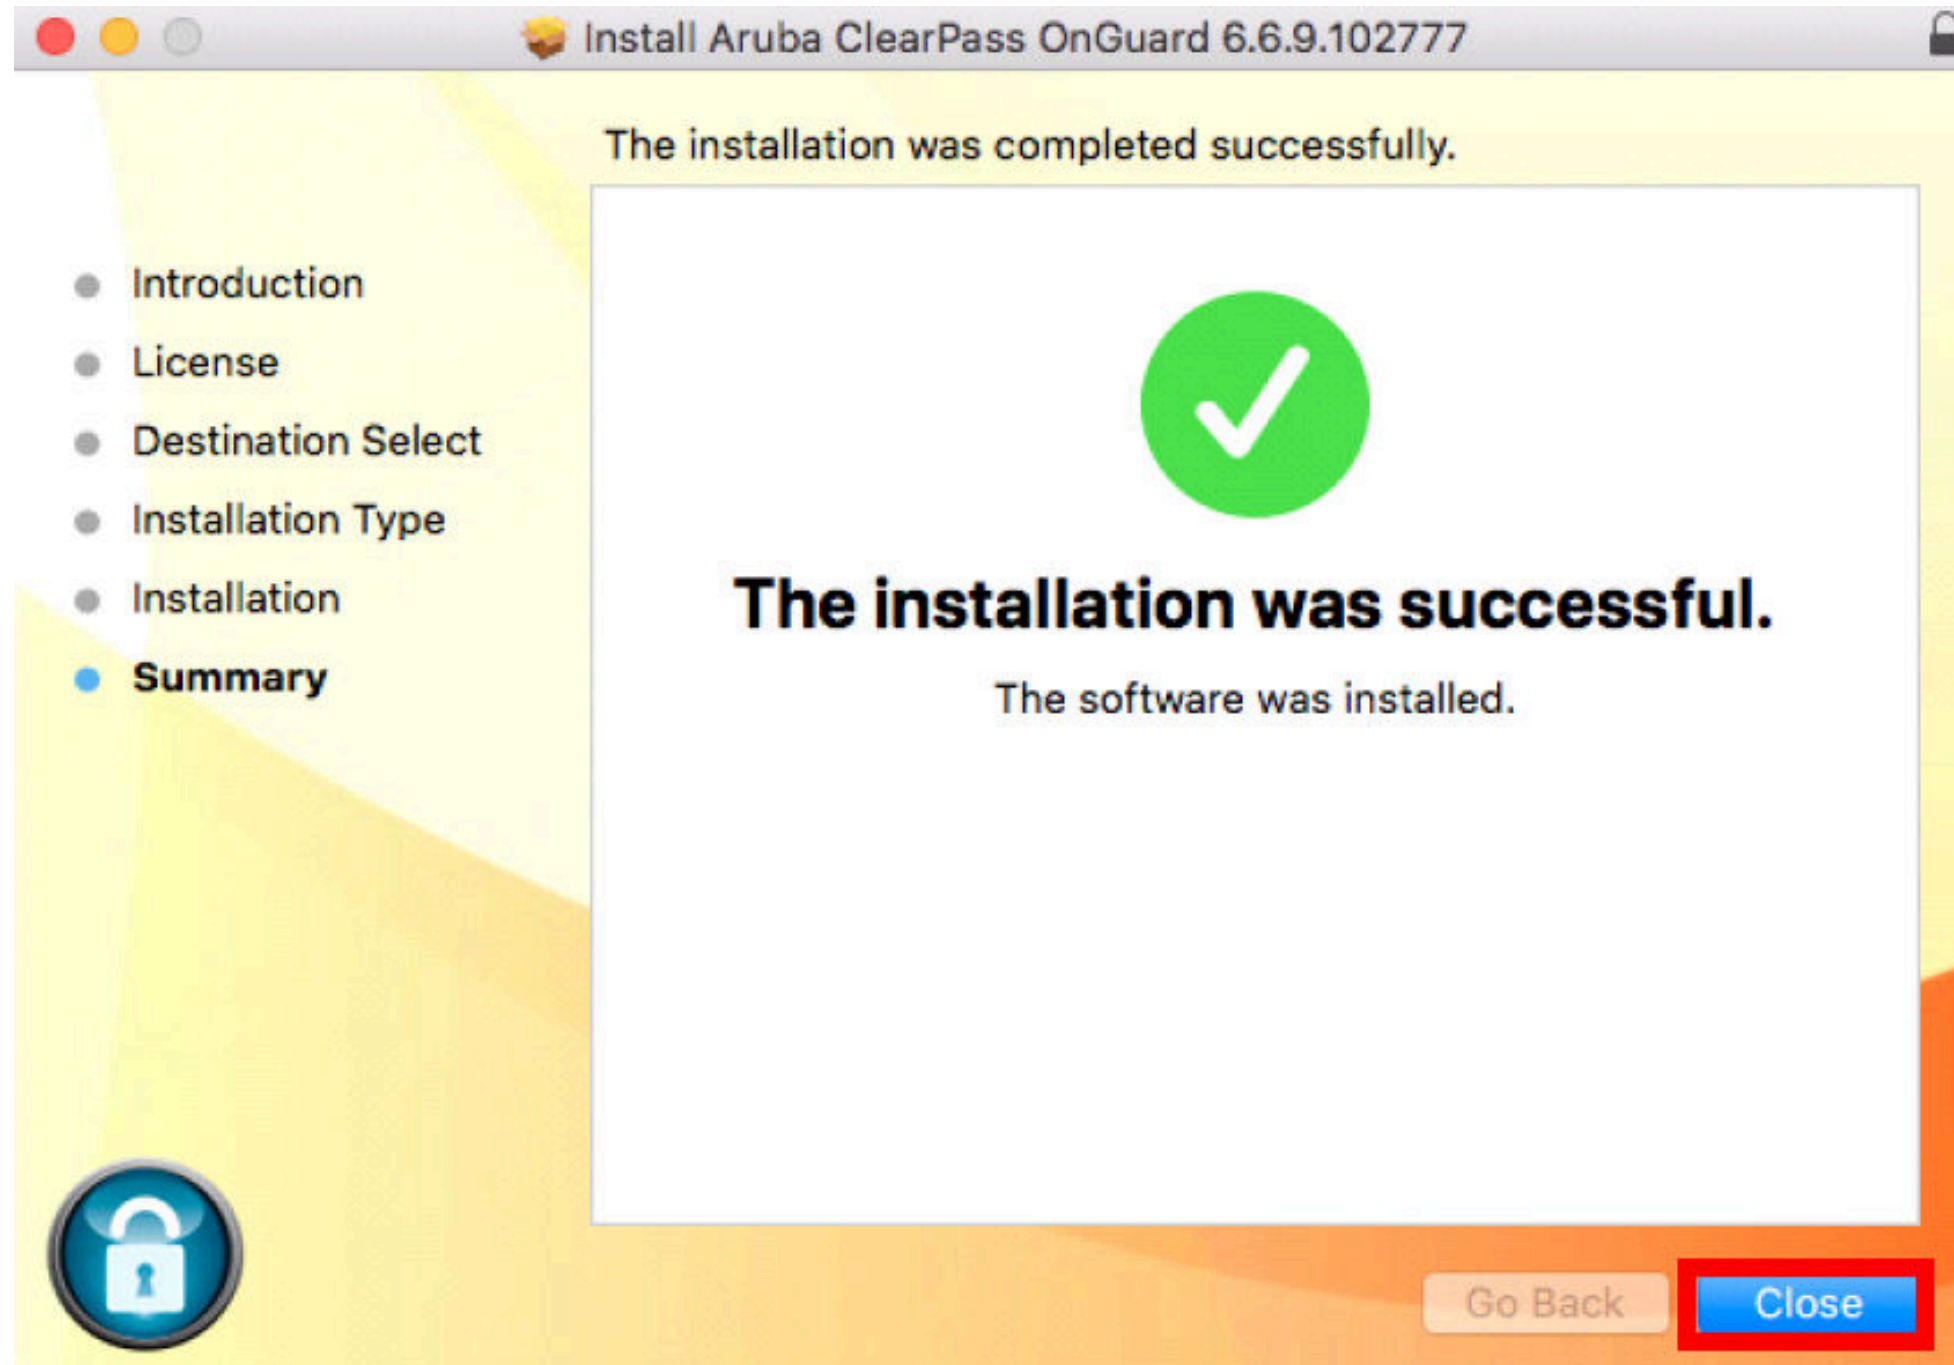 Install Aruba ClearPass OnGuard 6.6.9.102777
The installation was completed successfully.
Introduction
License
Destination Select
Installation Type
Installation
Summary
The installation was successful.
The software was installed.
Go Back
Close